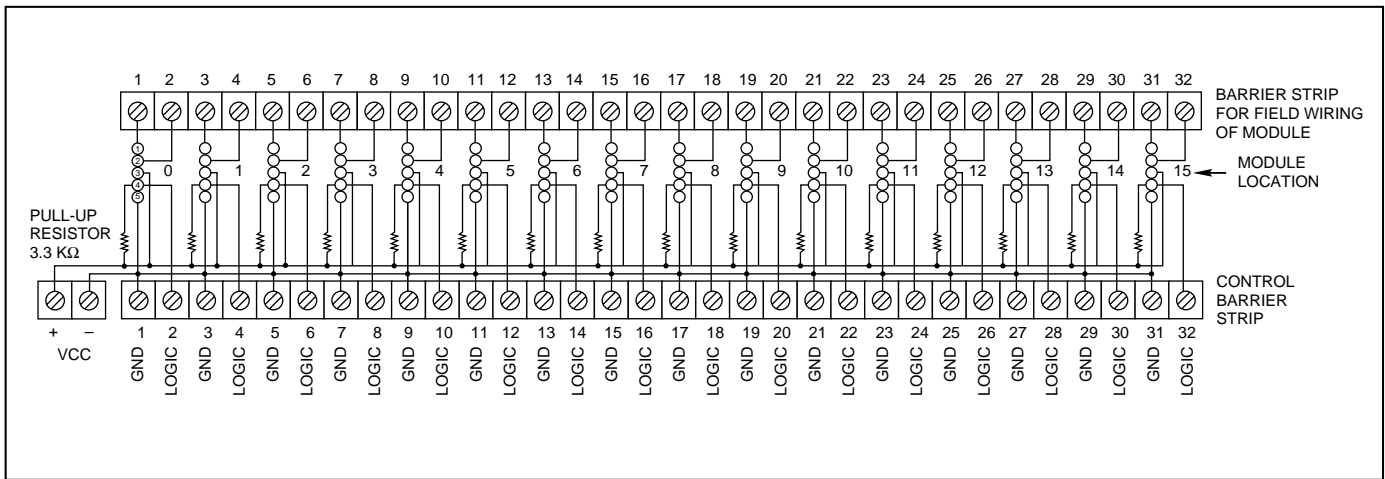 1 2 3 4 5 6 7 8 9 10 11 12 13 14 15 16 17 18 19 20 21 22 23 24 25 26 27 28 29 30 31 32
BARRIER STRIP
FOR FIELD WIRING
OF MODULE
1
2
3
4
5
0 1 2 3 4 5 6 7 8 9 10 11 12 13 14 15
MODULE
LOCATION
PULL-UP
RESISTOR
3.3 KΩ
CONTROL
BARRIER
STRIP
+ –
VCC
1 2 3 4 5 6 7 8 9 10 11 12 13 14 15 16 17 18 19 20 21 22 23 24 25 26 27 28 29 30 31 32
GND LOGIC GND LOGIC GND LOGIC GND LOGIC GND LOGIC GND LOGIC GND LOGIC GND LOGIC GND LOGIC GND LOGIC GND LOGIC GND LOGIC GND LOGIC GND LOGIC GND LOGIC GND LOGIC